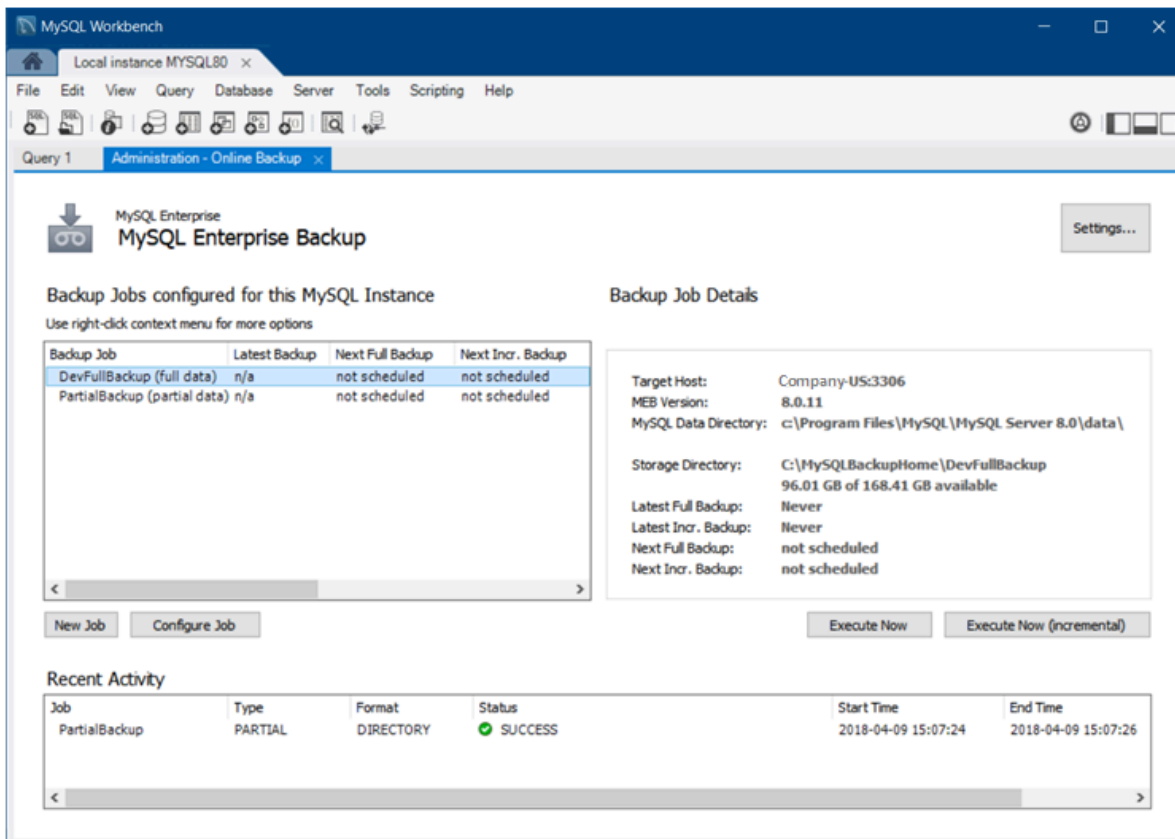 MySQL Workbench
Local instance MYSQL80
File Edit View Query Database Server Tools Scripting Help
Query 1 Administration - Online Backup
MySQL Enterprise
MySQL Enterprise Backup
Settings...
Backup Jobs configured for this MySQL Instance
Use right-click context menu for more options
Backup Job Latest Backup Next Full Backup Next Incr. Backup
DevFullBackup (full data) n/a not scheduled not scheduled
PartialBackup (partial data) n/a not scheduled not scheduled
New Job Configure Job
Backup Job Details
Target Host: Company-US:3306
MEB Version: 8.0.11
MySQL Data Directory: c:\Program Files\MySQL\MySQL Server 8.0\data\
Storage Directory: C:\MySQLBackupHome\DevFullBackup
96.01 GB of 168.41 GB available
Latest Full Backup: Never
Latest Incr. Backup: Never
Next Full Backup: not scheduled
Next Incr. Backup: not scheduled
Execute Now Execute Now (incremental)
Recent Activity
Job Type Format Status Start Time End Time
PartialBackup PARTIAL DIRECTORY SUCCESS 2018-04-09 15:07:24 2018-04-09 15:07:26